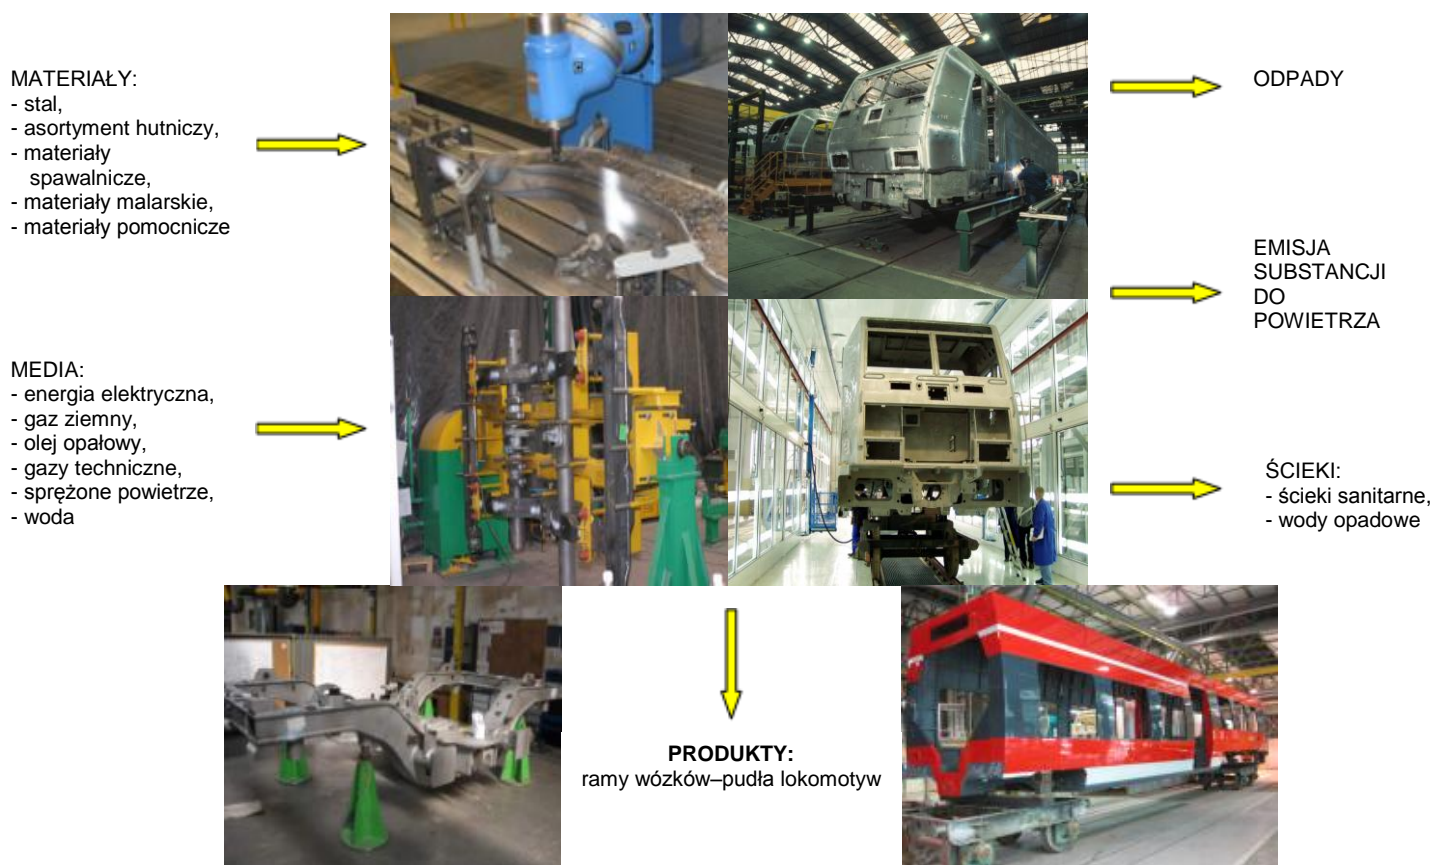 MATERIAŁY:
- stal,
- asortyment hutniczy,
- materiały
spawalnicze,
- materiały malarskie,
- materiały pomocnicze
MEDIA:
- energia elektryczna,
- gaz ziemny,
- olej opałowy,
- gazy techniczne,
- sprężone powietrze,
- woda
ODPADY
EMISJA
SUBSTANCJI
DO
POWIETRZA
ŚCIEKI:
- ścieki sanitarne,
- wody opadowe
PRODUKTY:
ramy wózków–pudła lokomotyw